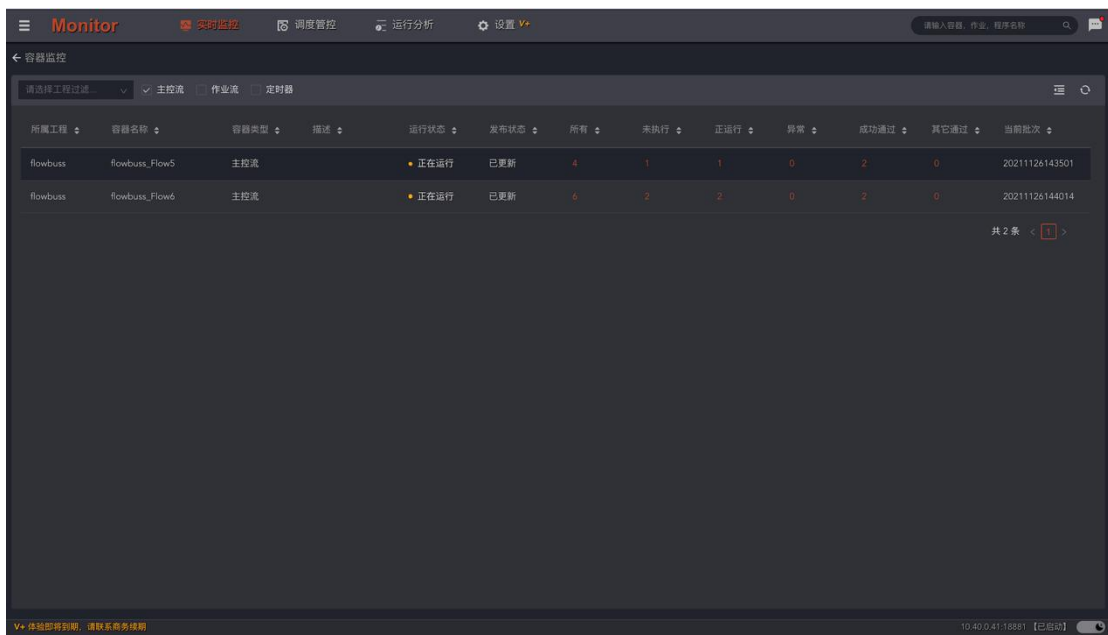 Monitor 实时监控 调度管控 运行分析 设置 V+ 请输入容器, 作业, 程序名称
容器监控
请选择工程过滤... 主控流 作业流 定时器
所属工程 容器名称 容器类型 描述 运行状态 发布状态 所有 未执行 正运行 异常 成功通过 其它通过 当前批次
flowbuss flowbuss_Flow5 主控流 正在运行 已更新 4 1 1 0 2 0 20211126143501
flowbuss flowbuss_Flow6 主控流 正在运行 已更新 6 2 2 0 2 0 20211126144014
共 2 条 < 1 >
V+ 体验即将到期, 请联系商务续期 10.40.0.41:18881 【已启动】